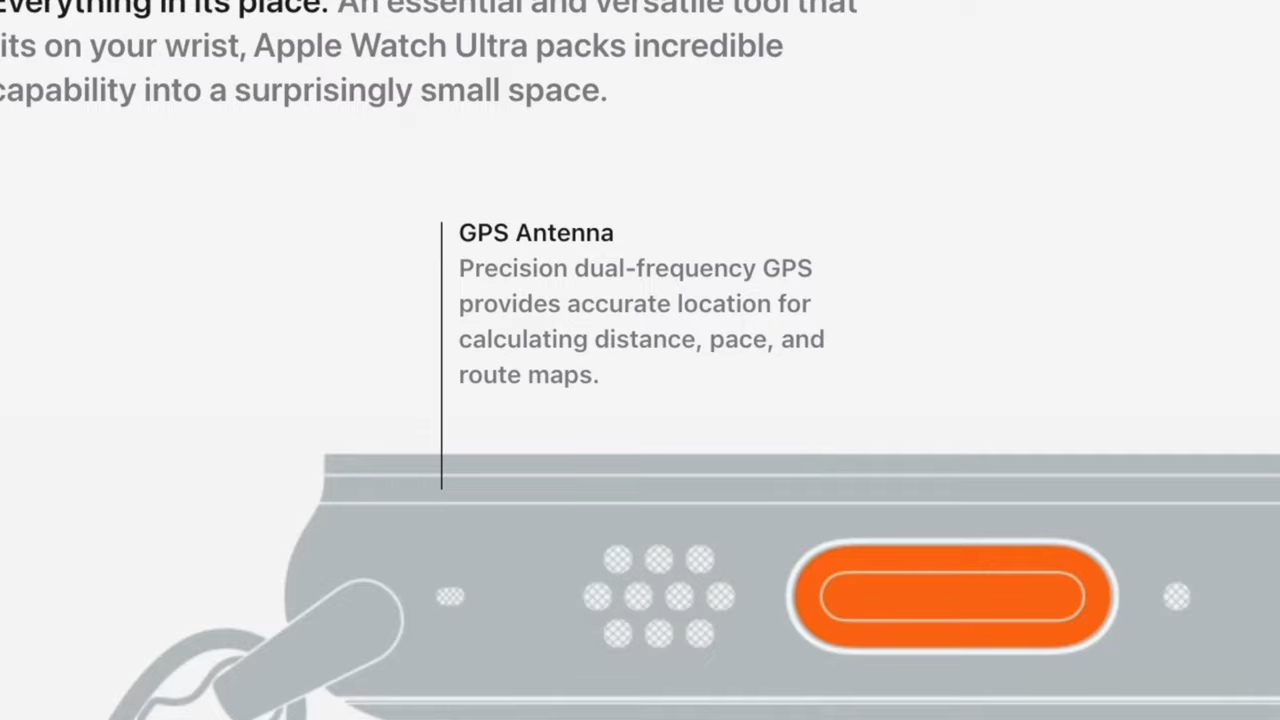 Everything in its place. An essential and versatile tool that
its on your wrist, Apple Watch Ultra packs incredible
capability into a surprisingly small space.
GPS Antenna
Precision dual-frequency GPS
provides accurate location for
calculating distance, pace, and
route maps.